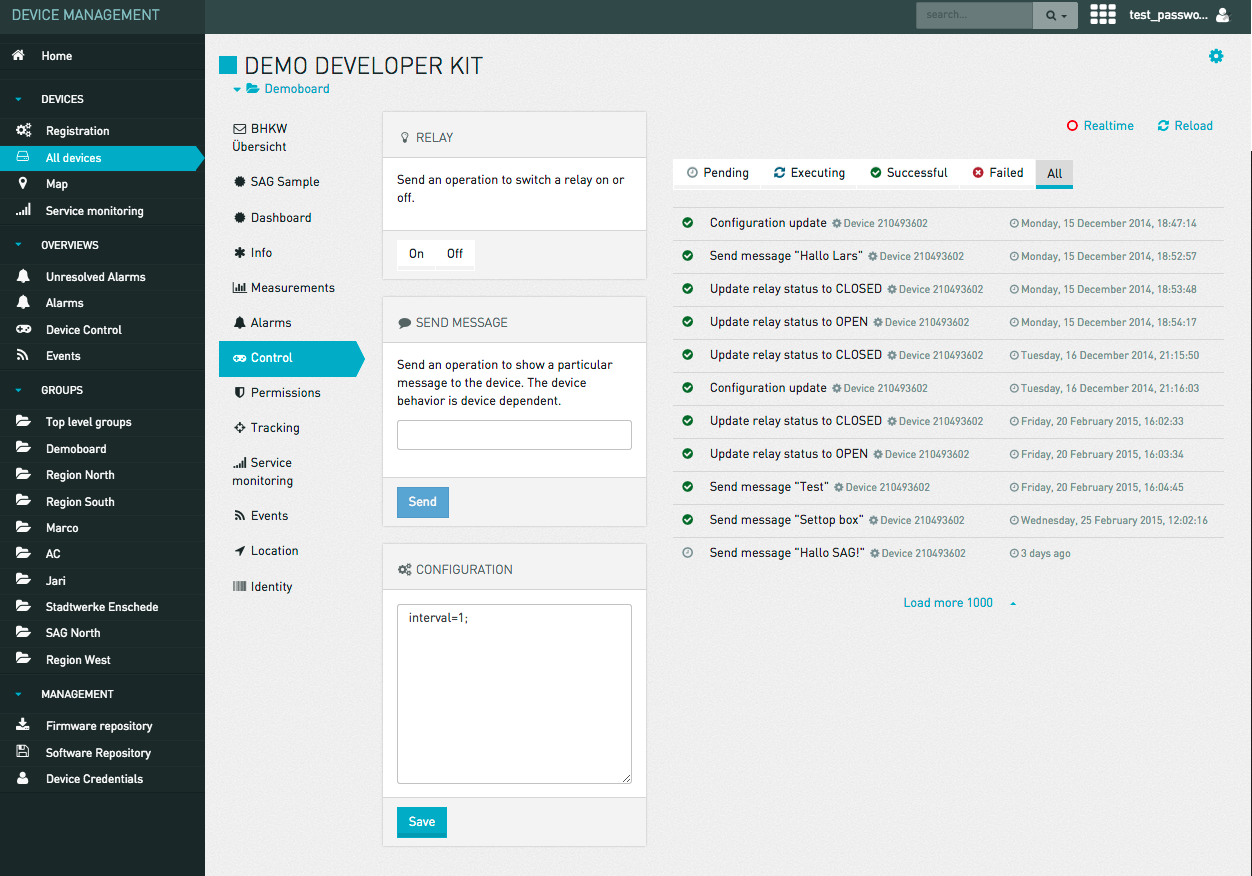 DEVICE MANAGEMENT
search...
test_passwo...
Home
DEVICES
Registration
All devices
Map
Service monitoring
OVERVIEWS
Unresolved Alarms
Alarms
Device Control
Events
GROUPS
Top level groups
Demoboard
Region North
Region South
Marco
AC
Jari
Stadtwerke Enschede
SAG North
Region West
MANAGEMENT
Firmware repository
Software Repository
Device Credentials
DEMO DEVELOPER KIT
Demoboard
BHKW
Übersicht
SAG Sample
Dashboard
Info
Measurements
Alarms
Control
Permissions
Tracking
Service
monitoring
Events
Location
Identity
RELAY
Send an operation to switch a relay on or
off.
On Off
SEND MESSAGE
Send an operation to show a particular
message to the device. The device
behavior is device dependent.
Send
CONFIGURATION
interval=1;
Save
Realtime Reload
Pending Executing Successful Failed All
Configuration update Device 210493602 Monday, 15 December 2014, 18:47:14
Send message "Hallo Lars" Device 210493602 Monday, 15 December 2014, 18:52:57
Update relay status to CLOSED Device 210493602 Monday, 15 December 2014, 18:53:48
Update relay status to OPEN Device 210493602 Monday, 15 December 2014, 18:54:17
Update relay status to CLOSED Device 210493602 Tuesday, 16 December 2014, 21:15:50
Configuration update Device 210493602 Tuesday, 16 December 2014, 21:16:03
Update relay status to CLOSED Device 210493602 Friday, 20 February 2015, 16:02:33
Update relay status to OPEN Device 210493602 Friday, 20 February 2015, 16:03:34
Send message "Test" Device 210493602 Friday, 20 February 2015, 16:04:45
Send message "Settop box" Device 210493602 Wednesday, 25 February 2015, 12:02:16
Send message "Hallo SAG!" Device 210493602 3 days ago
Load more 1000